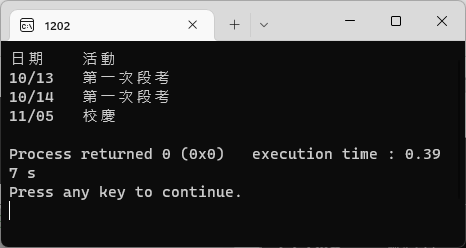 1202
日期   活動
10/13   第一次段考
10/14   第一次段考
11/05   校慶
Process returned 0 (0x0)   execution time : 0.39
7 s
Press any key to continue.